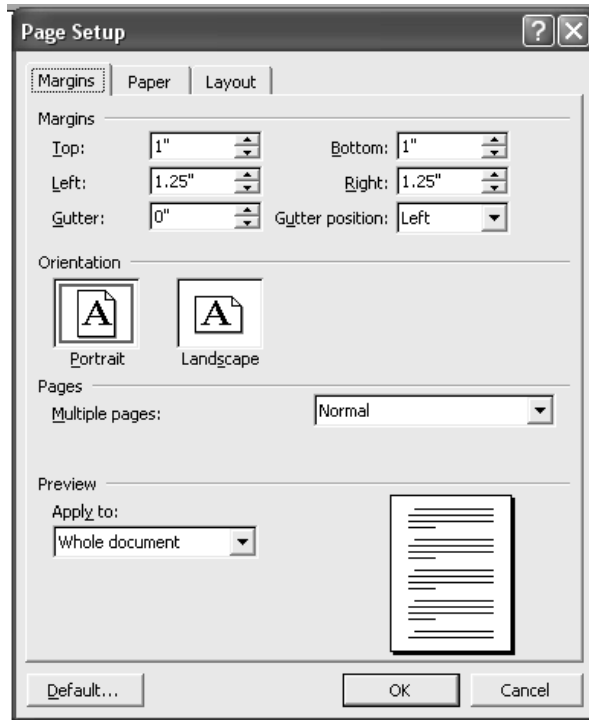 Page Setup
Margins Paper Layout
Margins
Top: 1" Bottom: 1"
Left: 1.25" Right: 1.25"
Gutter: 0" Gutter position: Left
Orientation
A A
Portrait Landscape
Pages
Multiple pages: Normal
Preview
Apply to:
Whole document
Default... OK Cancel